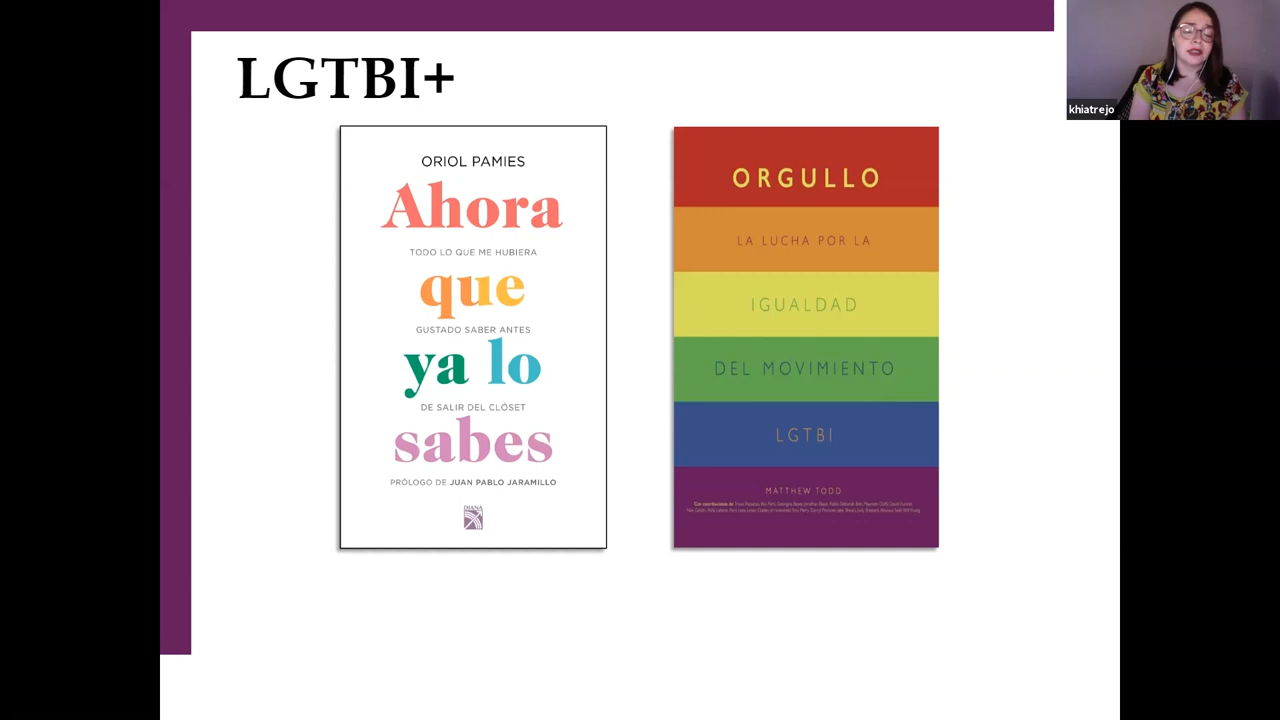 LGTBI+
khiatrejo
ORIOL PAMIES
Ahora
TODO LO QUE ME HUBIERA
que
GUSTADO SABER ANTES
ya lo
DE SALIR DEL CLÓSET
sabes
PRÓLOGO DE JUAN PABLO JARAMILLO
DIANA
ORGULLO
LA LUCHA POR LA
IGUALDAD
DEL MOVIMIENTO
LGTBI
MATTHEW TODD